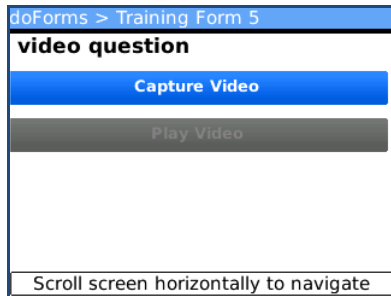 doForms > Training Form 5
video question
Capture Video
Play Video
Scroll screen horizontally to navigate